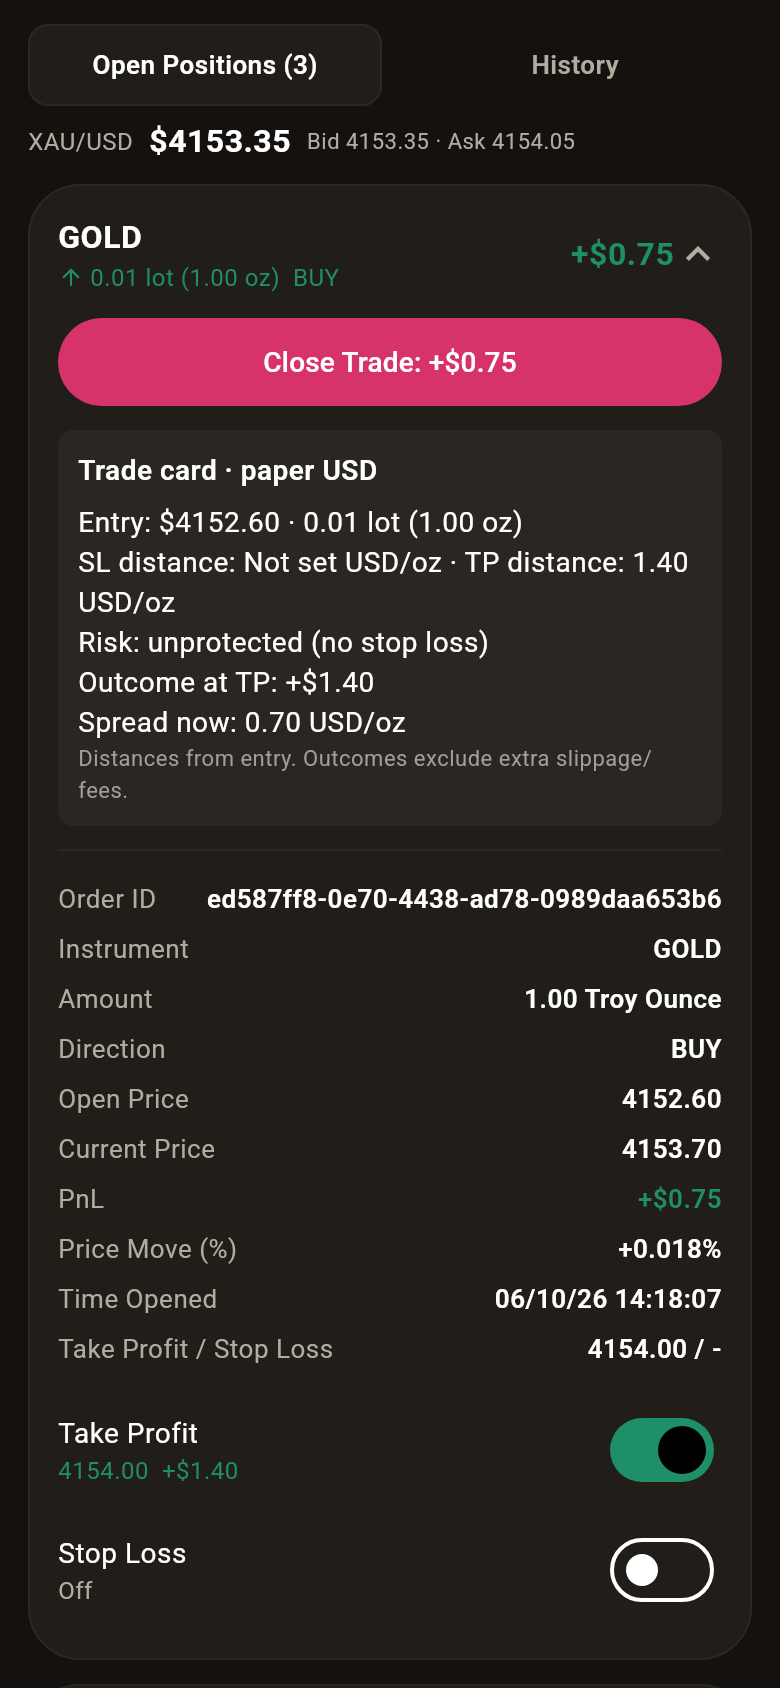 Open Positions (3)
History
XAU/USD $4153.35 Bid 4153.35 · Ask 4154.05
GOLD
↑ 0.01 lot (1.00 oz) BUY
+$0.75
Close Trade: +$0.75
Trade card · paper USD
Entry: $4152.60 · 0.01 lot (1.00 oz)
SL distance: Not set USD/oz · TP distance: 1.40
USD/oz
Risk: unprotected (no stop loss)
Outcome at TP: +$1.40
Spread now: 0.70 USD/oz
Distances from entry. Outcomes exclude extra slippage/
fees.
Order ID ed587ff8-0e70-4438-ad78-0989daa653b6
Instrument GOLD
Amount 1.00 Troy Ounce
Direction BUY
Open Price 4152.60
Current Price 4153.70
PnL +$0.75
Price Move (%) +0.018%
Time Opened 06/10/26 14:18:07
Take Profit / Stop Loss 4154.00 / -
Take Profit
4154.00 +$1.40
Stop Loss
Off